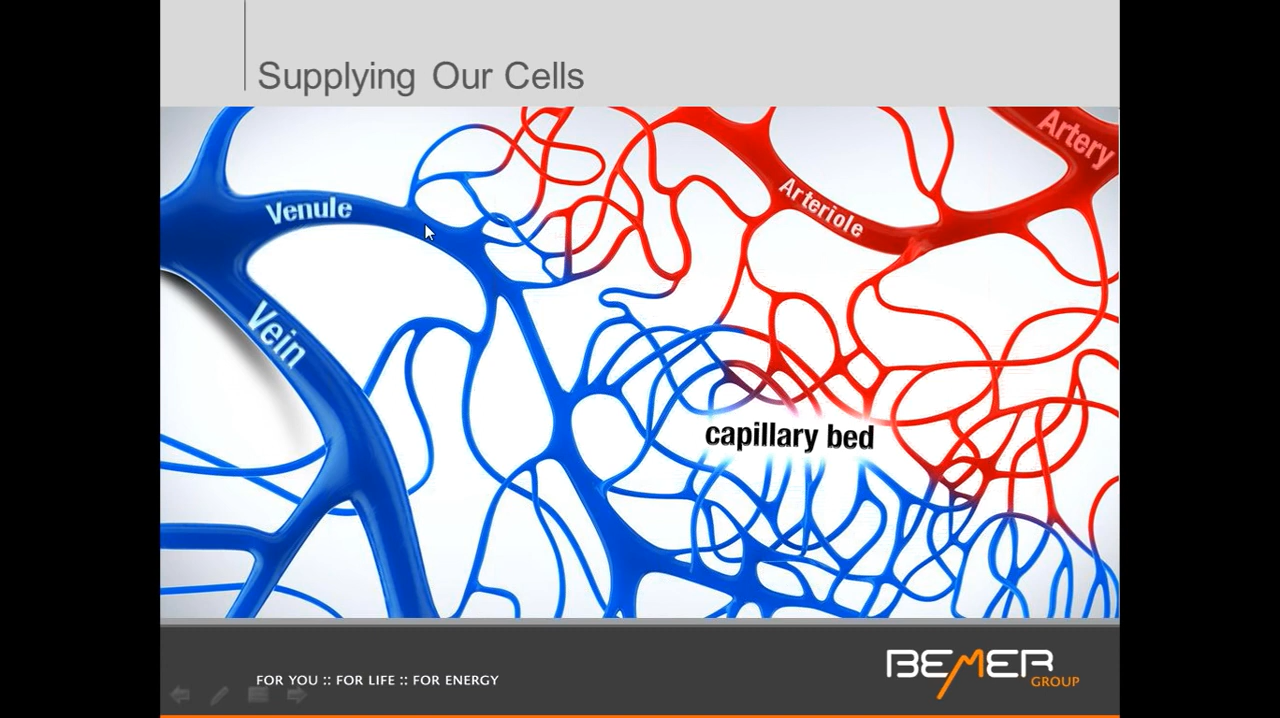 Supplying Our Cells
Artery
Arteriole
Venule
Vein
capillary bed
FOR YOU :: FOR LIFE :: FOR ENERGY
BEMER
GROUP